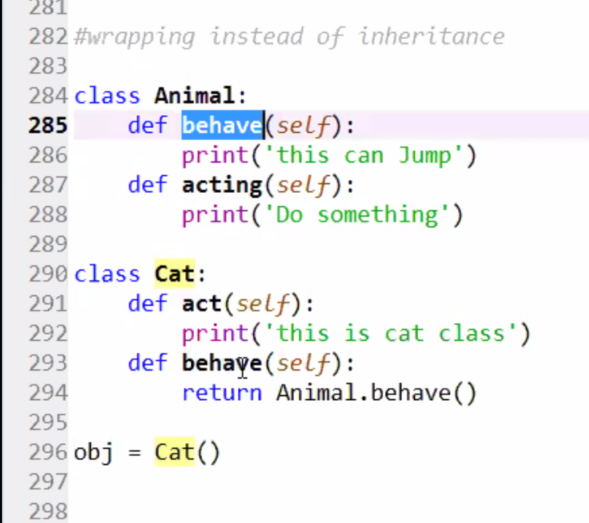 281
282 #wrapping instead of inheritance
283
284 class Animal:
285     def behave(self):
286         print('this can Jump')
287     def acting(self):
288         print('Do something')
289
290 class Cat:
291     def act(self):
292         print('this is cat class')
293     def behave(self):
294         return Animal.behave()
295
296 obj = Cat()
297
298